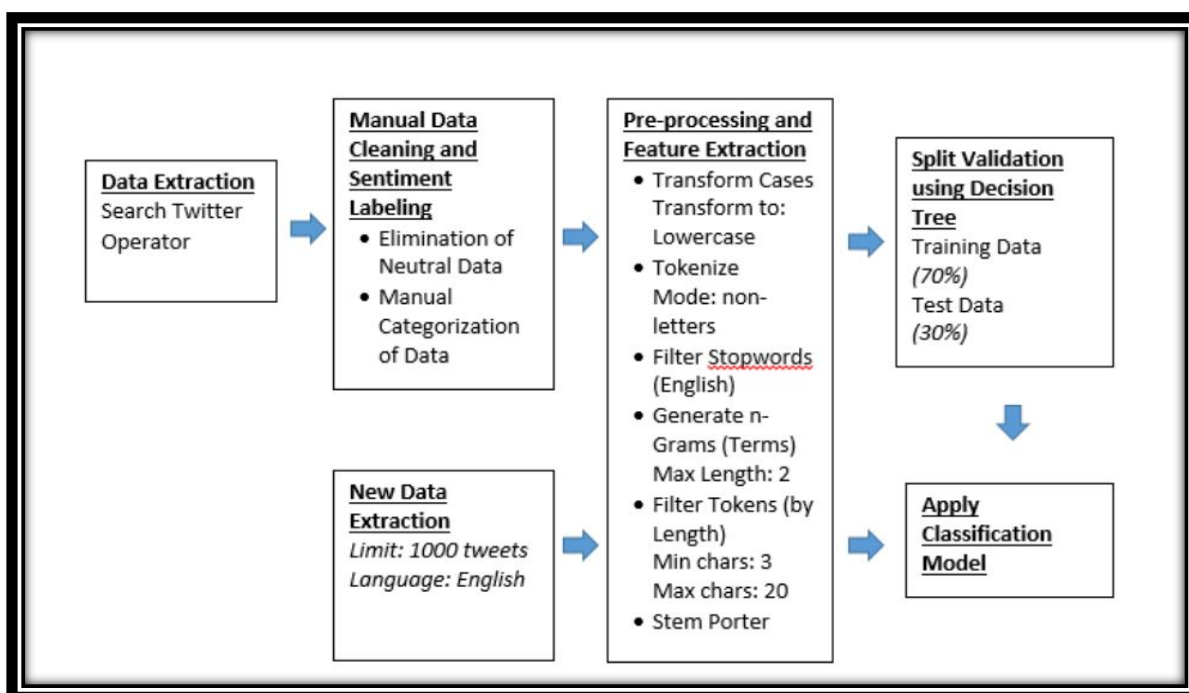 Data Extraction
Search Twitter
Operator
Manual Data
Cleaning and
Sentiment
Labeling
• Elimination of
Neutral Data
• Manual
Categorization
of Data
Pre-processing and
Feature Extraction
• Transform Cases
Transform to:
Lowercase
• Tokenize
Mode: non-
letters
• Filter Stopwords
(English)
• Generate n-
Grams (Terms)
Max Length: 2
• Filter Tokens (by
Length)
Min chars: 3
Max chars: 20
• Stem Porter
Split Validation
using Decision
Tree
Training Data
(70%)
Test Data
(30%)
New Data
Extraction
Limit: 1000 tweets
Language: English
Apply
Classification
Model